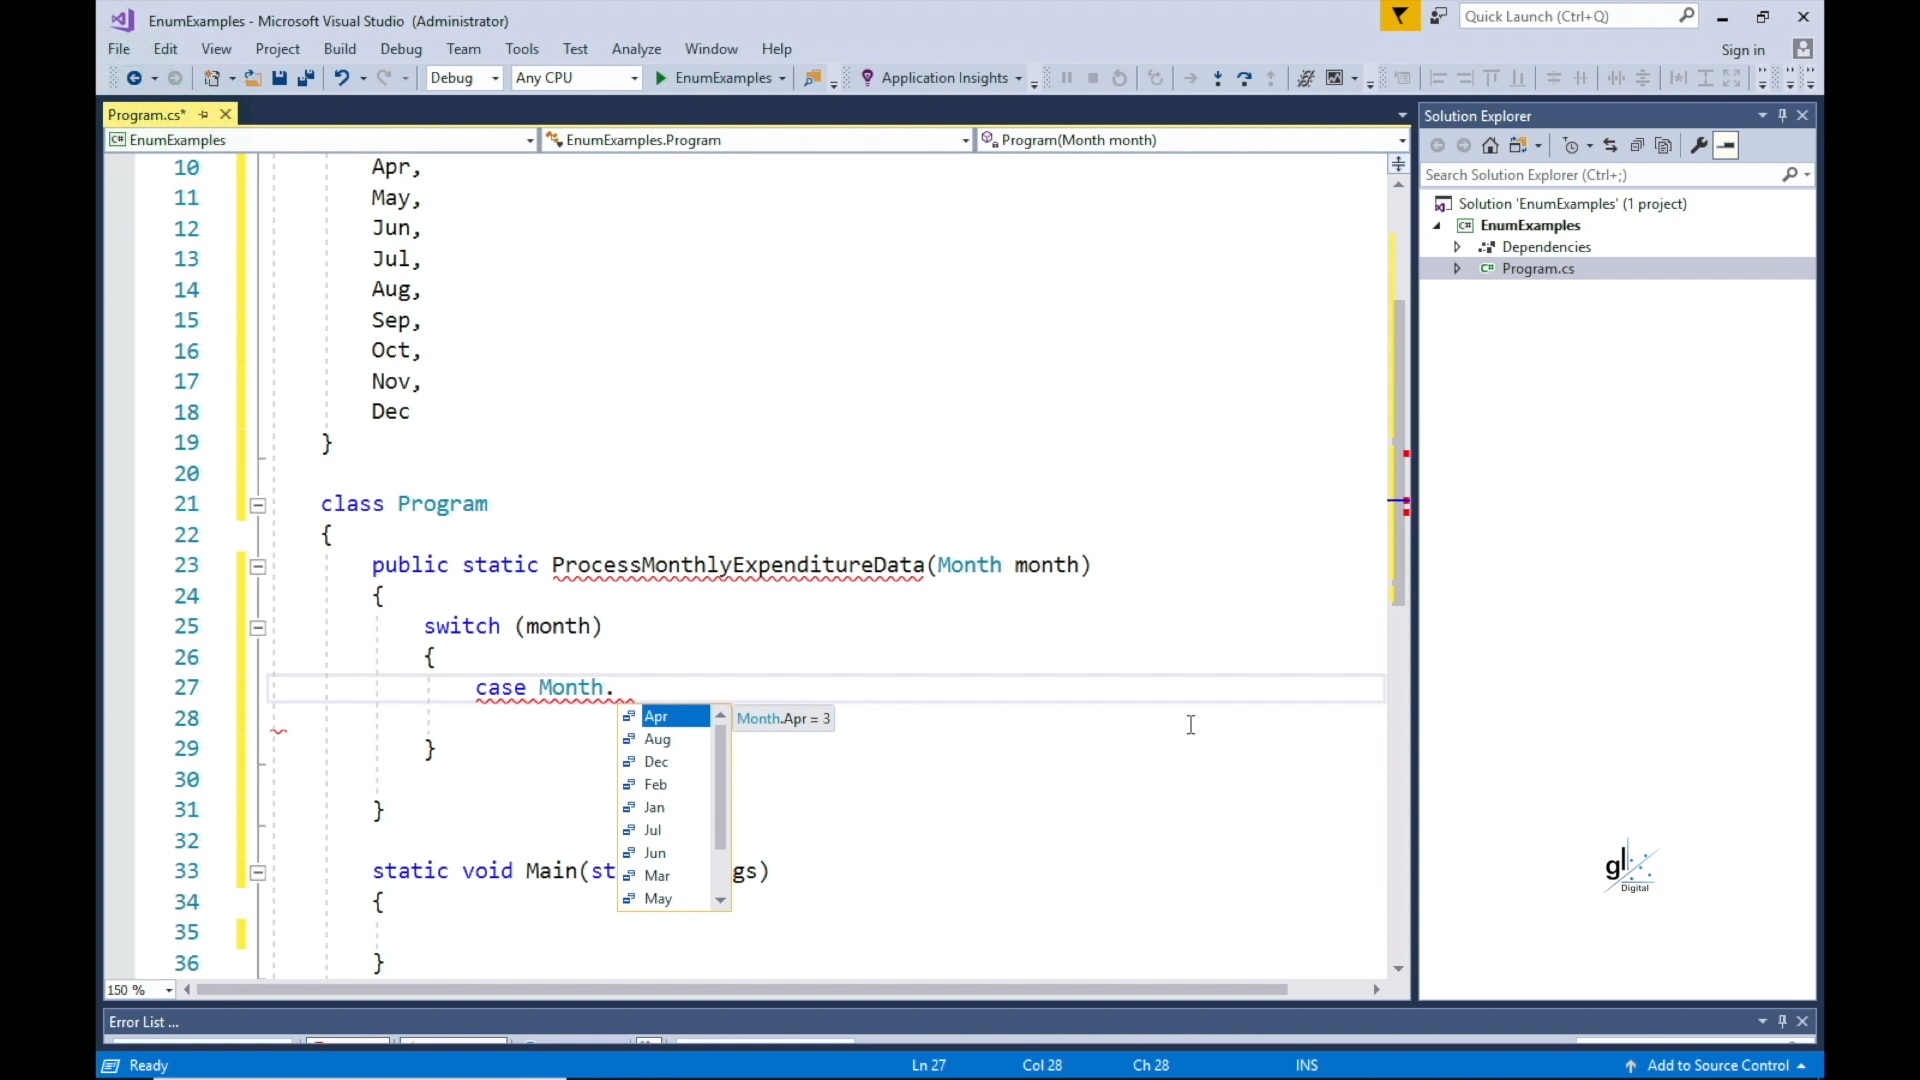 EnumExamples - Microsoft Visual Studio (Administrator)
Quick Launch (Ctrl+Q)
File Edit View Project Build Debug Team Tools Test Analyze Window Help
Sign in
Debug Any CPU EnumExamples Application Insights
Program.cs*
EnumExamples EnumExamples.Program Program(Month month)
10 Apr,
11 May,
12 Jun,
13 Jul,
14 Aug,
15 Sep,
16 Oct,
17 Nov,
18 Dec
19 }
20
21 class Program
22 {
23 public static ProcessMonthlyExpenditureData(Month month)
24 {
25 switch (month)
26 {
27 case Month.
28
29 }
30
31 }
32
33 static void Main(st gs)
34 {
35
36 }
Apr
Month.Apr = 3
Aug
Dec
Feb
Jan
Jul
Jun
Mar
May
150 %
Solution Explorer
Search Solution Explorer (Ctrl+;)
Solution 'EnumExamples' (1 project)
C# EnumExamples
Dependencies
C# Program.cs
gl
Digital
Error List ...
Ready Ln 27 Col 28 Ch 28 INS Add to Source Control